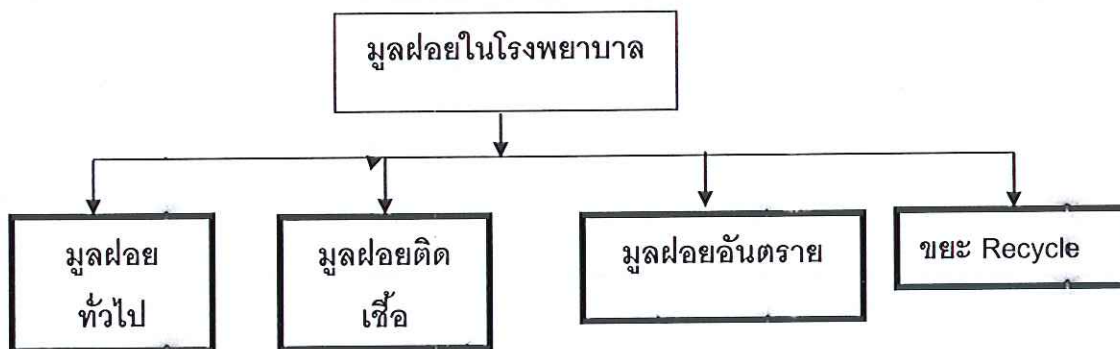 มูลฝอยในโรงพยาบาล
มูลฝอย
ทั่วไป
มูลฝอยติด
เชื้อ
มูลฝอยอันตราย
ขยะ Recycle